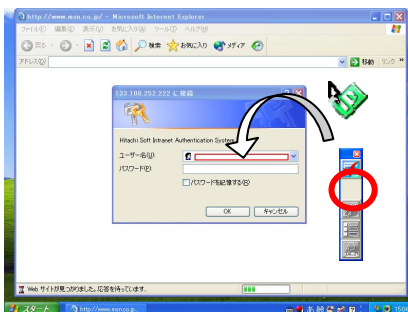 http://www.msn.co.jp/ - Microsoft Internet Explorer
ファイル(F) 編集(E) 表示(V) お気に入り(A) ツール(T) ヘルプ(H)
戻る 検索 お気に入り メディア
アドレス(D) 移動 リンク »
133.108.252.222 に接続
Hitachi Soft Intranet Authentication System
ユーザー名(U):
パスワード(P):
パスワードを記憶する(R)
OK キャンセル
Web サイトが見つかりました。応答を待っています。
スタート http://www.msn.co.jp...